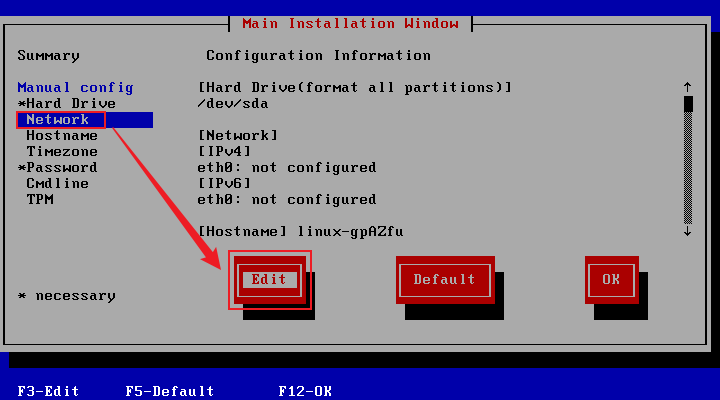 Main Installation Window
Summary Configuration Information
Manual config [Hard Drive(format all partitions)]
*Hard Drive /dev/sda
Network
Hostname [Network]
Timezone [IPv4]
*Password eth0: not configured
Cmdline [IPv6]
TPM eth0: not configured
[Hostname] linux-gpAZfu
Edit Default OK
* necessary
F3-Edit F5-Default F12-OK